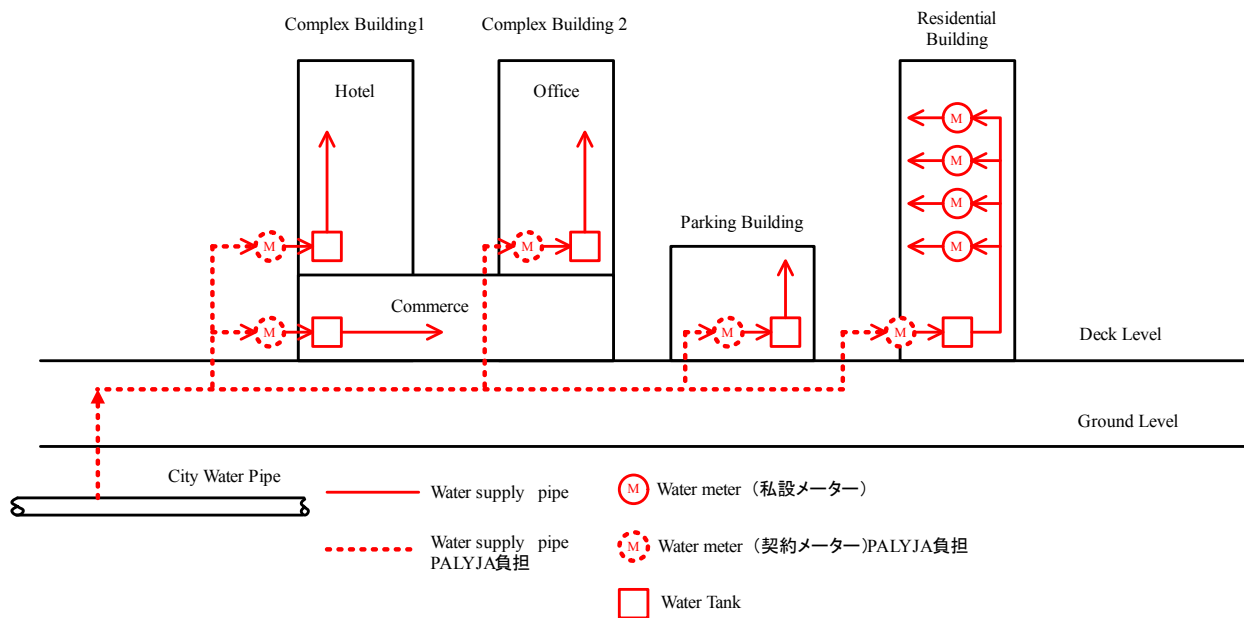 Complex Building1
Complex Building 2
Residential
Building
Hotel
Office
M
M
M
M
Parking Building
M
M
Commerce
M
M
M
Deck Level
Ground Level
City Water Pipe
Water supply pipe
M
Water meter （私設メーター）
Water supply pipe
PALYJA負担
M
Water meter （契約メーター）PALYJA負担
Water Tank